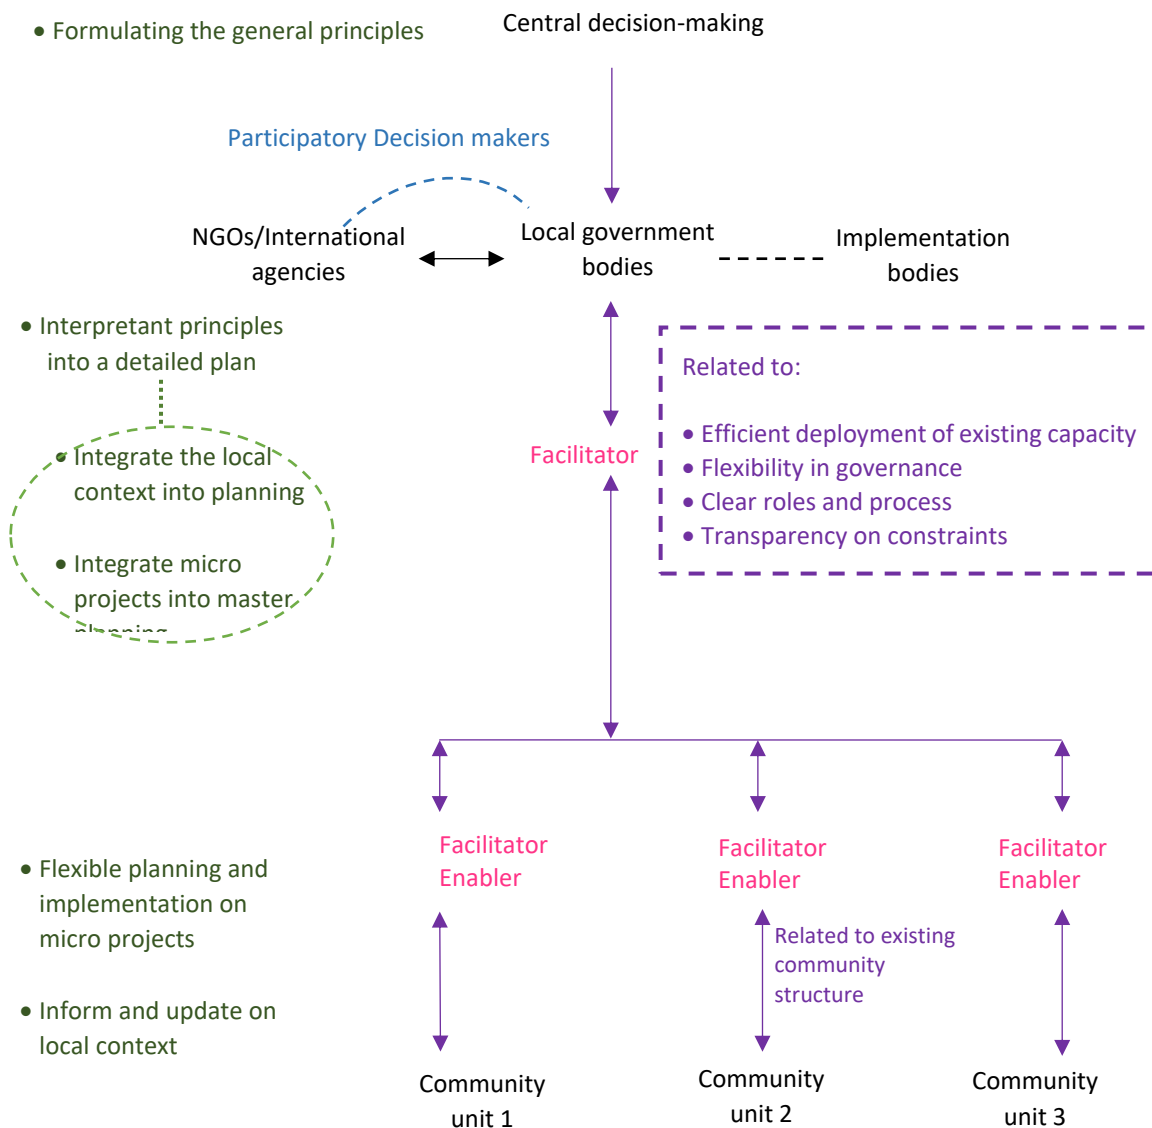 • Formulating the general principles
Central decision-making
Participatory Decision makers
NGOs/International
agencies
Local government
bodies
Implementation
bodies
• Interpretant principles
into a detailed plan
• Integrate the local
context into planning
• Integrate micro
projects into master
planning
Related to:
• Efficient deployment of existing capacity
• Flexibility in governance
• Clear roles and process
• Transparency on constraints
Facilitator
Facilitator
Enabler
Facilitator
Enabler
Facilitator
Enabler
• Flexible planning and
implementation on
micro projects
• Inform and update on
local context
Related to existing
community
structure
Community
unit 1
Community
unit 2
Community
unit 3